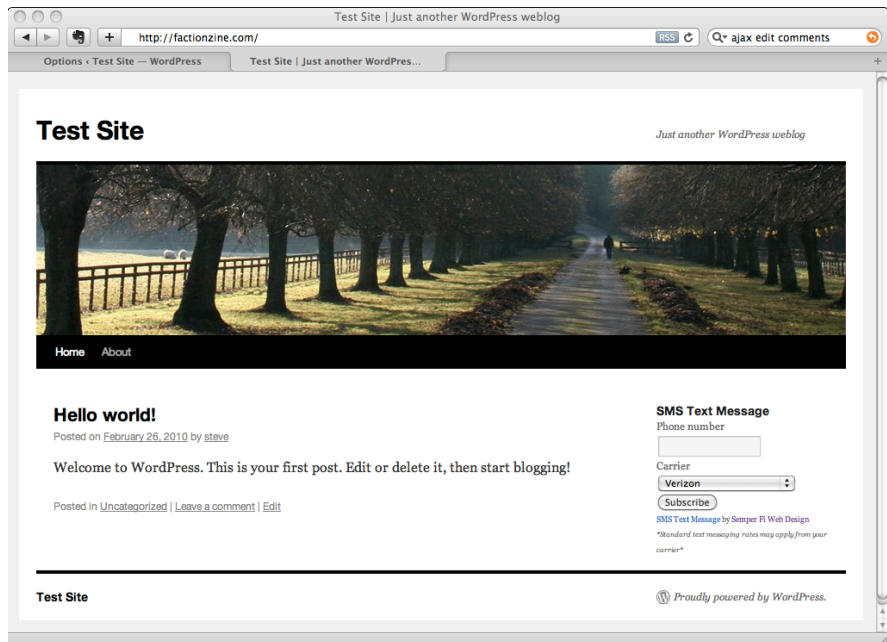 Test Site | Just another WordPress weblog
http://factionzine.com/
RSS
ajax edit comments
Options ‹ Test Site — WordPress
Test Site | Just another WordPres...
Test Site
Just another WordPress weblog
Home
About
Hello world!
Posted on February 26, 2010 by steve
Welcome to WordPress. This is your first post. Edit or delete it, then start blogging!
Posted in Uncategorized | Leave a comment | Edit
SMS Text Message
Phone number
Carrier
Verizon
Subscribe
SMS Text Message by Semper Fi Web Design
*Standard text messaging rates may apply from your
carrier*
Test Site
Proudly powered by WordPress.